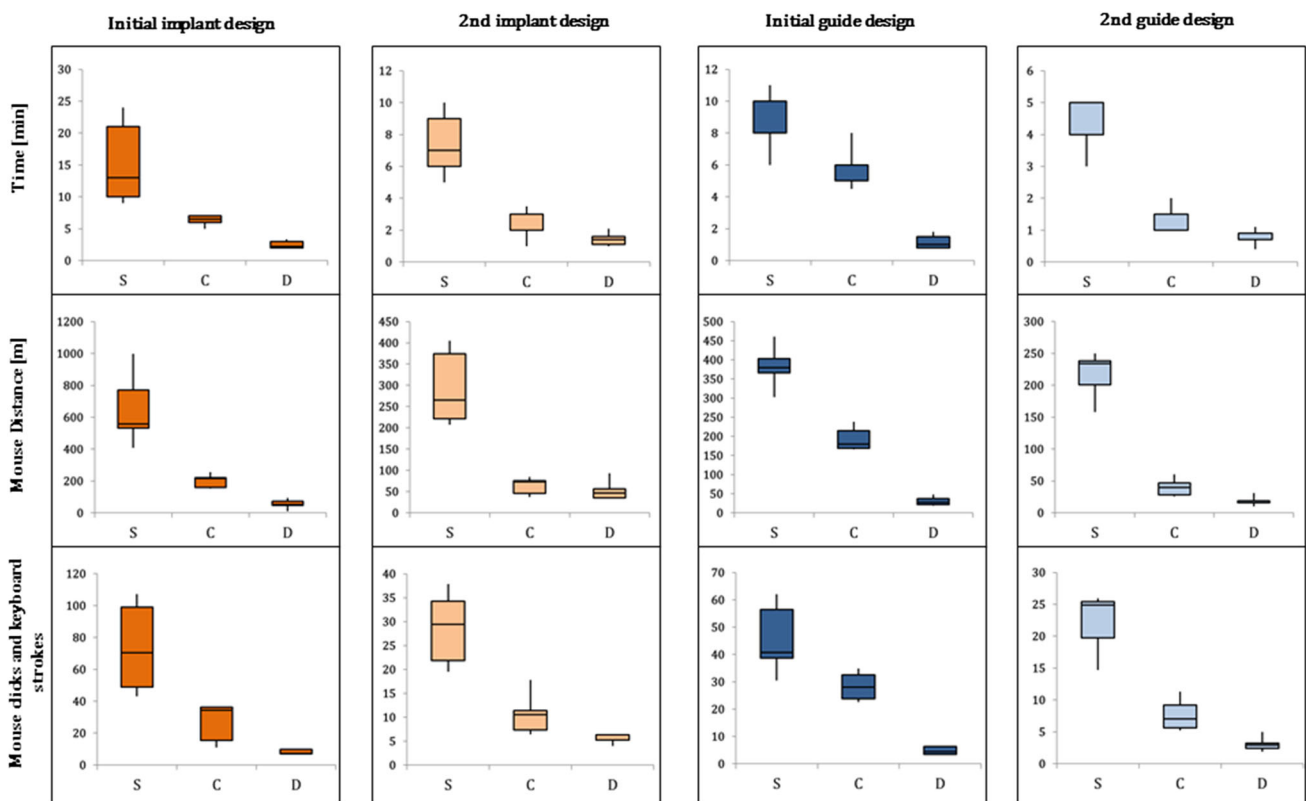 Initial implant design 2nd implant design Initial guide design 2nd guide design
Time [min]
30 12 12 6
25 10 10 5
20 8 8 4
15 6 6 3
10 4 4 2
5 2 2 1
0 0 0 0
S C D S C D S C D S C D
Mouse Distance [m]
1200 450 500 300
1000 400 450 250
800 350 400 200
600 300 350 150
400 250 300 100
200 200 250 50
0 150 200 0
100 150
50 100
0 50
0
S C D S C D S C D S C D
Mouse clicks and keyboard
strokes
120 40 70 30
100 35 60 25
80 30 50 20
60 25 40 15
40 20 30 10
20 15 20 5
0 10 10 0
5 0
0
S C D S C D S C D S C D